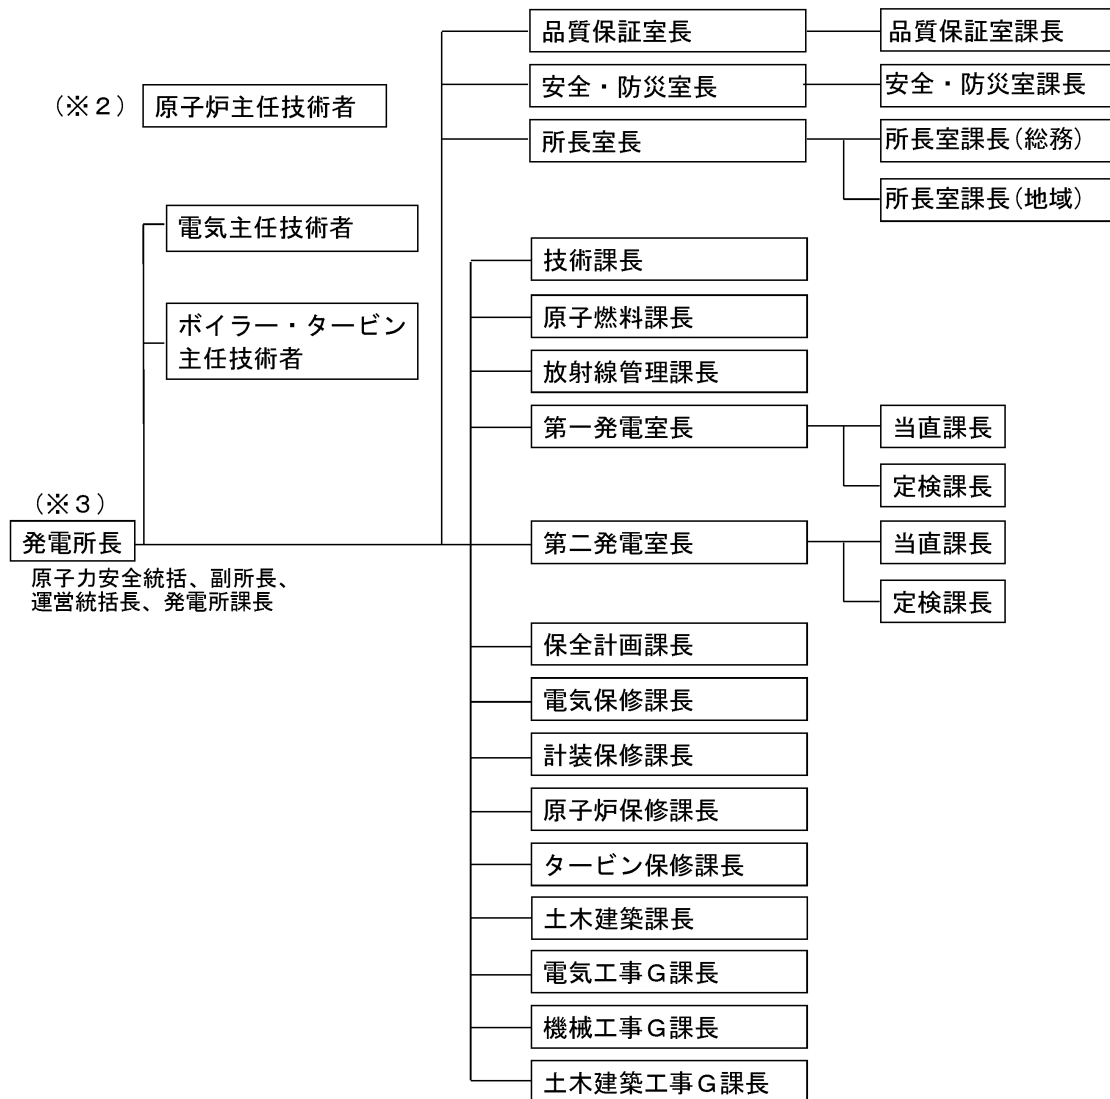 品質保証室長
品質保証室課長
安全・防災室長
安全・防災室課長
（※２）
原子炉主任技術者
所長室長
所長室課長（総務）
所長室課長（地域）
電気主任技術者
技術課長
ボイラー・タービン
主任技術者
原子燃料課長
放射線管理課長
第一発電室長
当直課長
定検課長
（※３）
発電所長
原子力安全統括、副所長、
運営統括長、発電所課長
第二発電室長
当直課長
定検課長
保全計画課長
電気保修課長
計装保修課長
原子炉保修課長
タービン保修課長
土木建築課長
電気工事Ｇ課長
機械工事Ｇ課長
土木建築工事Ｇ課長